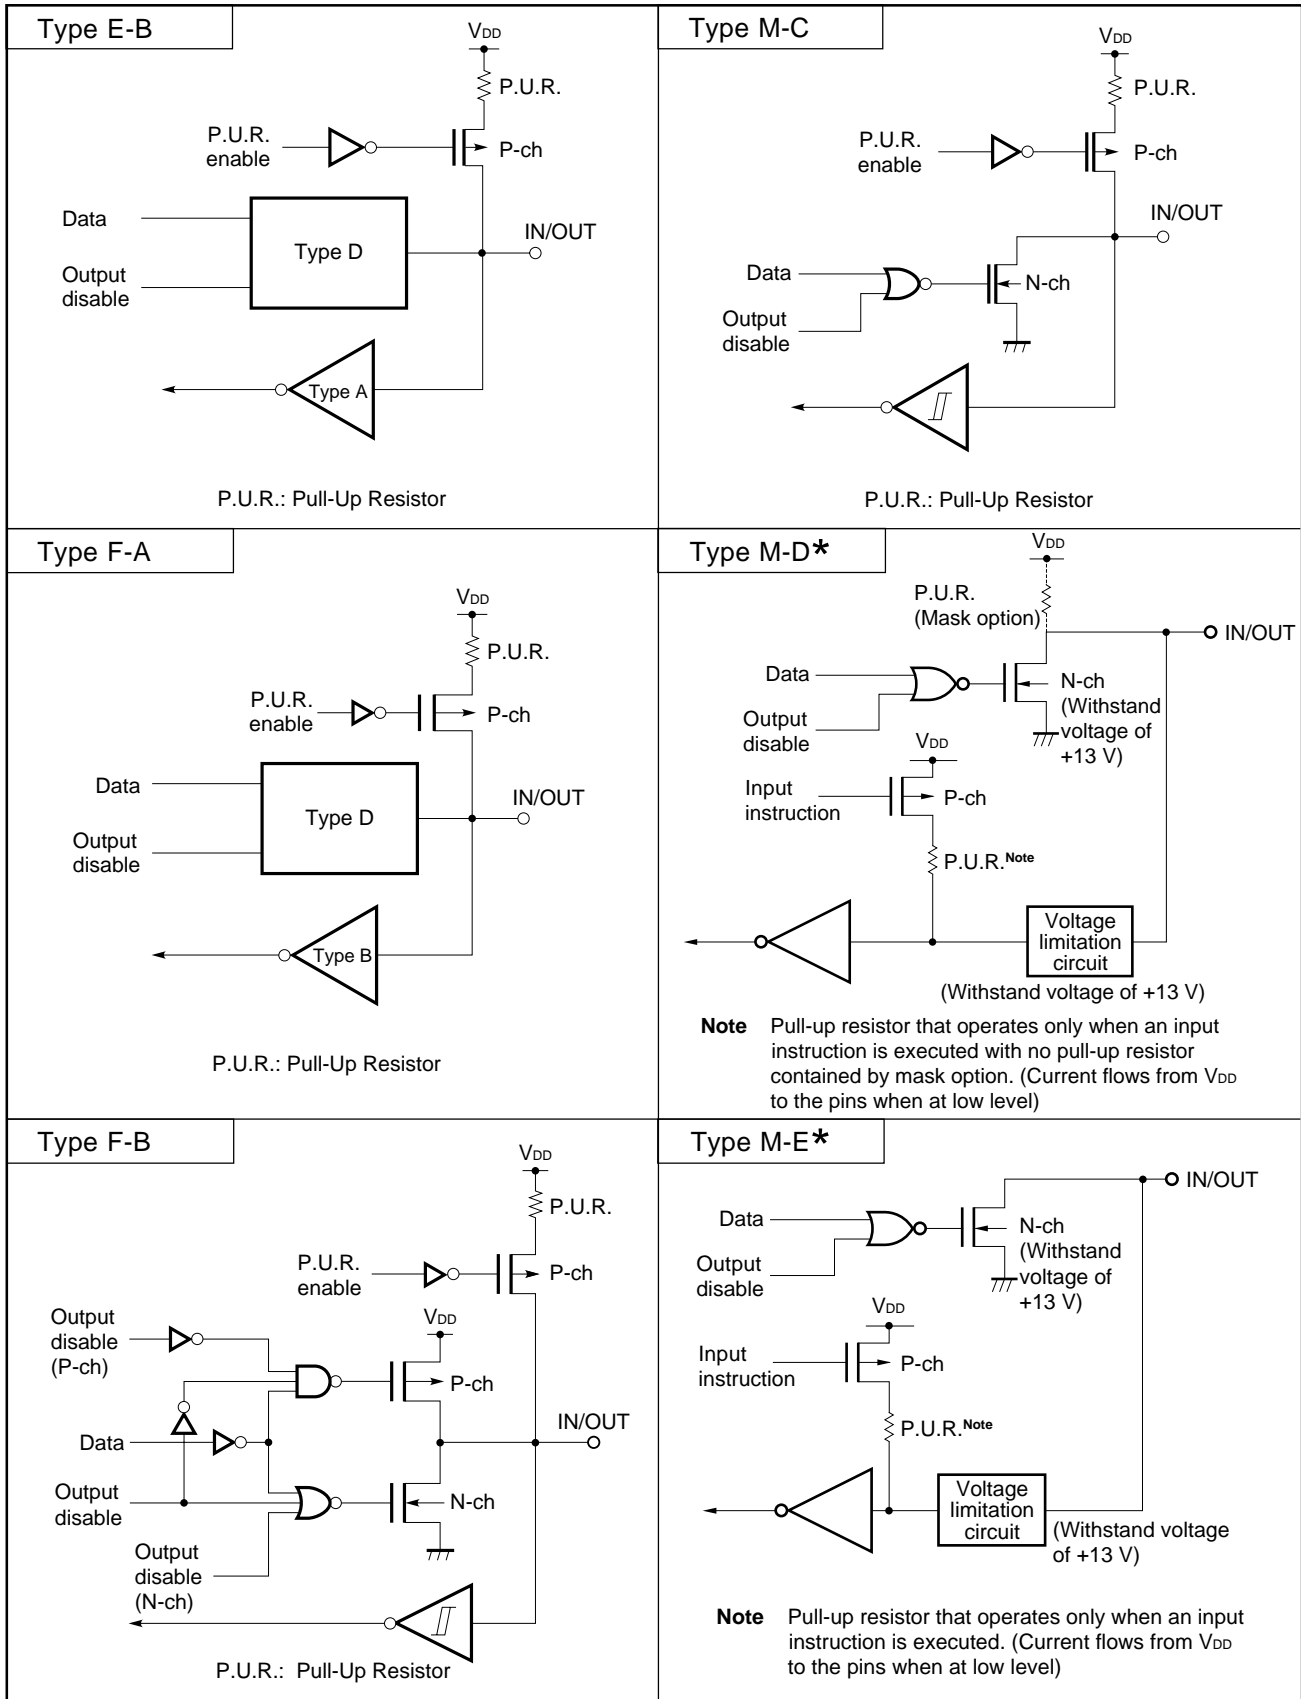 Type E-B
VDD
P.U.R.
P.U.R.
enable
P-ch
Data
Type D
IN/OUT
Output
disable
Type A
P.U.R.: Pull-Up Resistor
Type M-C
VDD
P.U.R.
P.U.R.
enable
P-ch
IN/OUT
Data
N-ch
Output
disable
P.U.R.: Pull-Up Resistor
Type F-A
VDD
P.U.R.
P.U.R.
enable
P-ch
Data
Type D
IN/OUT
Output
disable
Type B
P.U.R.: Pull-Up Resistor
Type M-D*
VDD
P.U.R.
(Mask option)
IN/OUT
Data
N-ch
(Withstand
voltage of
+13 V)
Output
disable
VDD
Input
instruction
P-ch
P.U.R.Note
Voltage
limitation
circuit
(Withstand voltage of +13 V)
Note Pull-up resistor that operates only when an input
instruction is executed with no pull-up resistor
contained by mask option. (Current flows from VDD
to the pins when at low level)
Type F-B
VDD
P.U.R.
P.U.R.
enable
P-ch
Output
disable
(P-ch)
VDD
P-ch
IN/OUT
Data
Output
disable
N-ch
Output
disable
(N-ch)
P.U.R.: Pull-Up Resistor
Type M-E*
IN/OUT
Data
N-ch
(Withstand
voltage of
+13 V)
Output
disable
VDD
Input
instruction
P-ch
P.U.R.Note
Voltage
limitation
circuit
(Withstand voltage
of +13 V)
Note Pull-up resistor that operates only when an input
instruction is executed. (Current flows from VDD
to the pins when at low level)